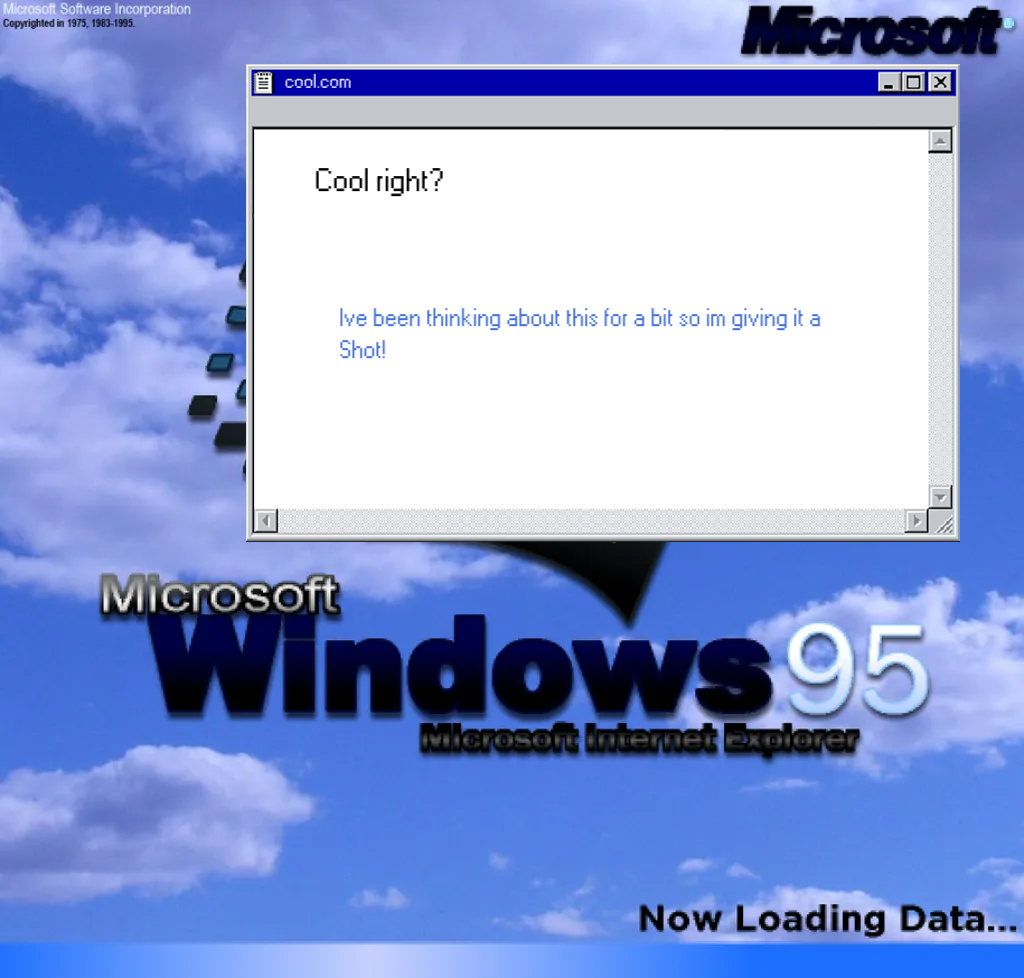 Microsoft Software Incorporation
Copyrighted in 1975, 1983-1995.
Microsoft
cool.com
Cool right?
Ive been thinking about this for a bit so im giving it a
Shot!
Microsoft
Windows 95
Microsoft Internet Explorer
Now Loading Data...